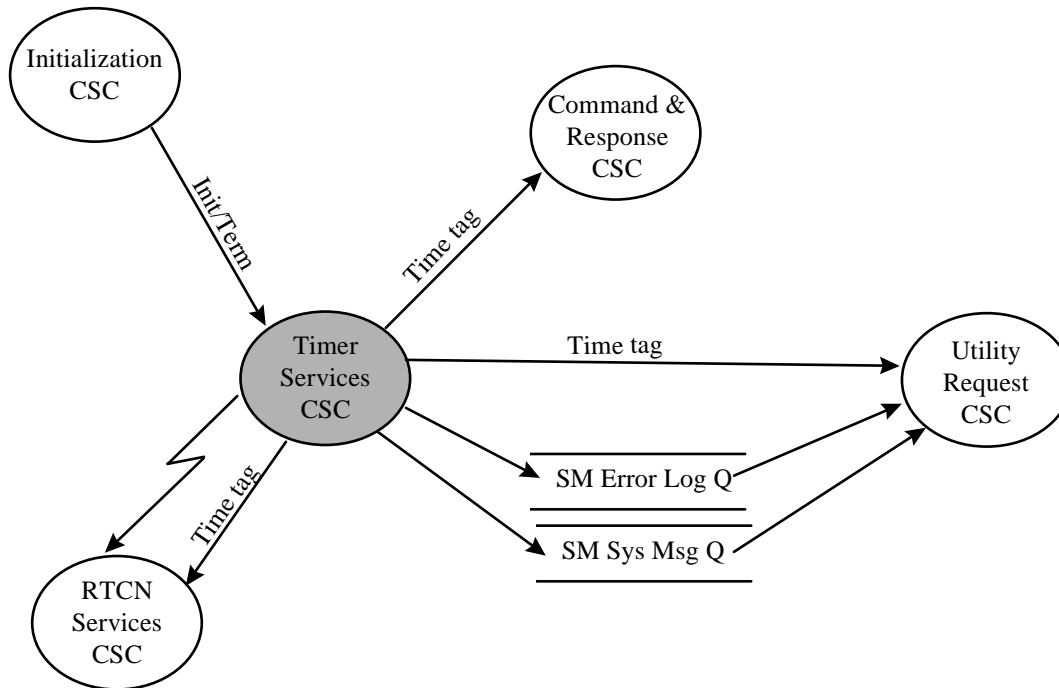 Initialization
CSC
Command &
Response
CSC
Init/Term
Time tag
Timer
Services
CSC
Time tag
Utility
Request
CSC
Time tag
SM Error Log Q
SM Sys Msg Q
RTCN
Services
CSC